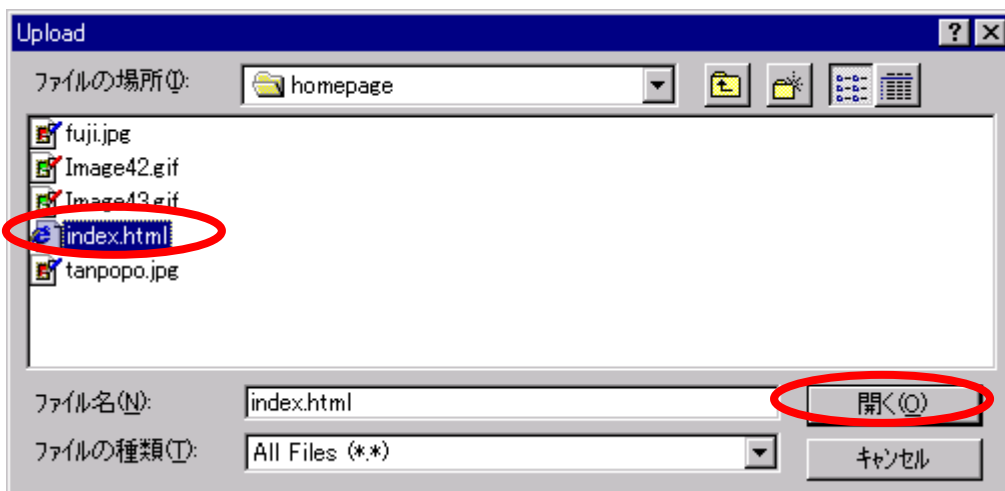 Upload
ファイルの場所(I):
homepage
fuji.jpg
Image42.gif
Image43.gif
index.html
tanpopo.jpg
ファイル名(N):
index.html
開く(O)
ファイルの種類(T):
All Files (*.*)
キャンセル